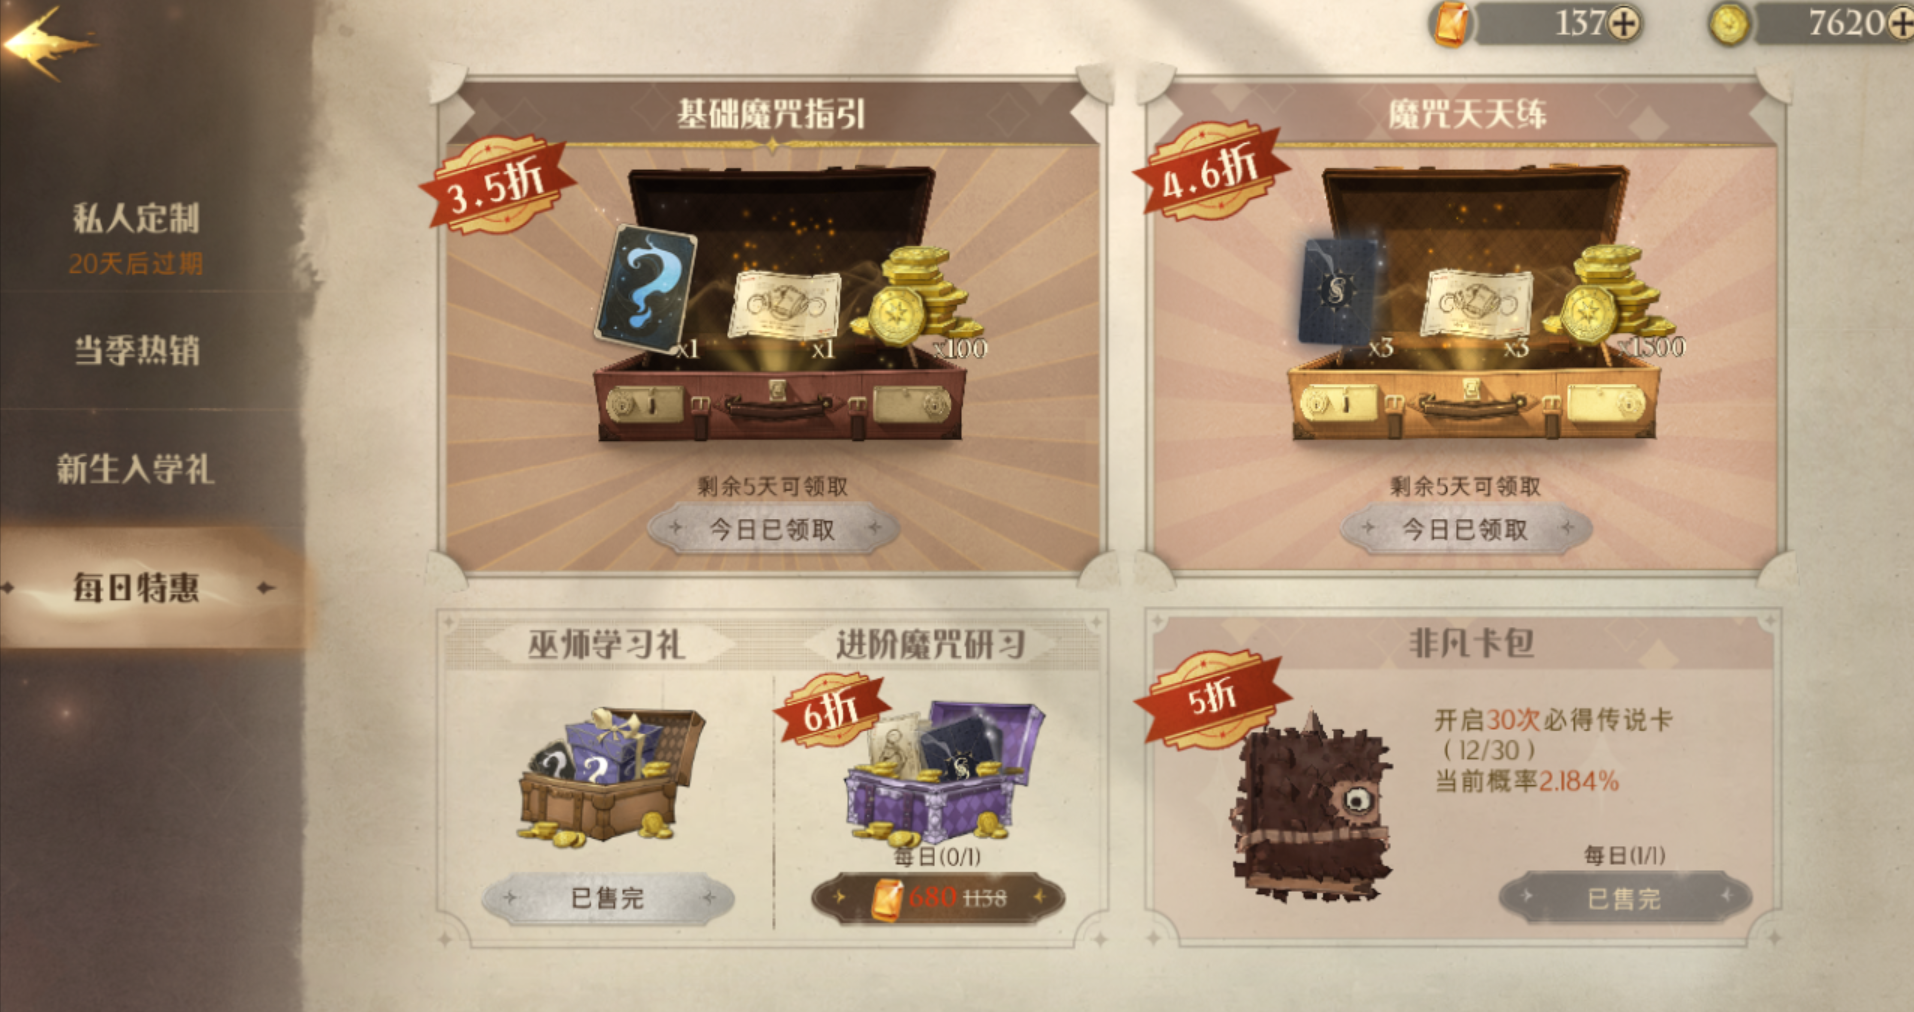 137
7620
私人定制
20天后过期
当季热销
新生入学礼
每日特惠
基础魔咒指引
3.5折
x1
x1
x100
剩余5天可领取
今日已领取
魔咒天天练
4.6折
x3
x3
x1500
剩余5天可领取
今日已领取
巫师学习礼
已售完
进阶魔咒研习
6折
每日(0/1)
680 1138
非凡卡包
5折
开启30次必得传说卡
(12/30)
当前概率2.184%
每日(1/1)
已售完